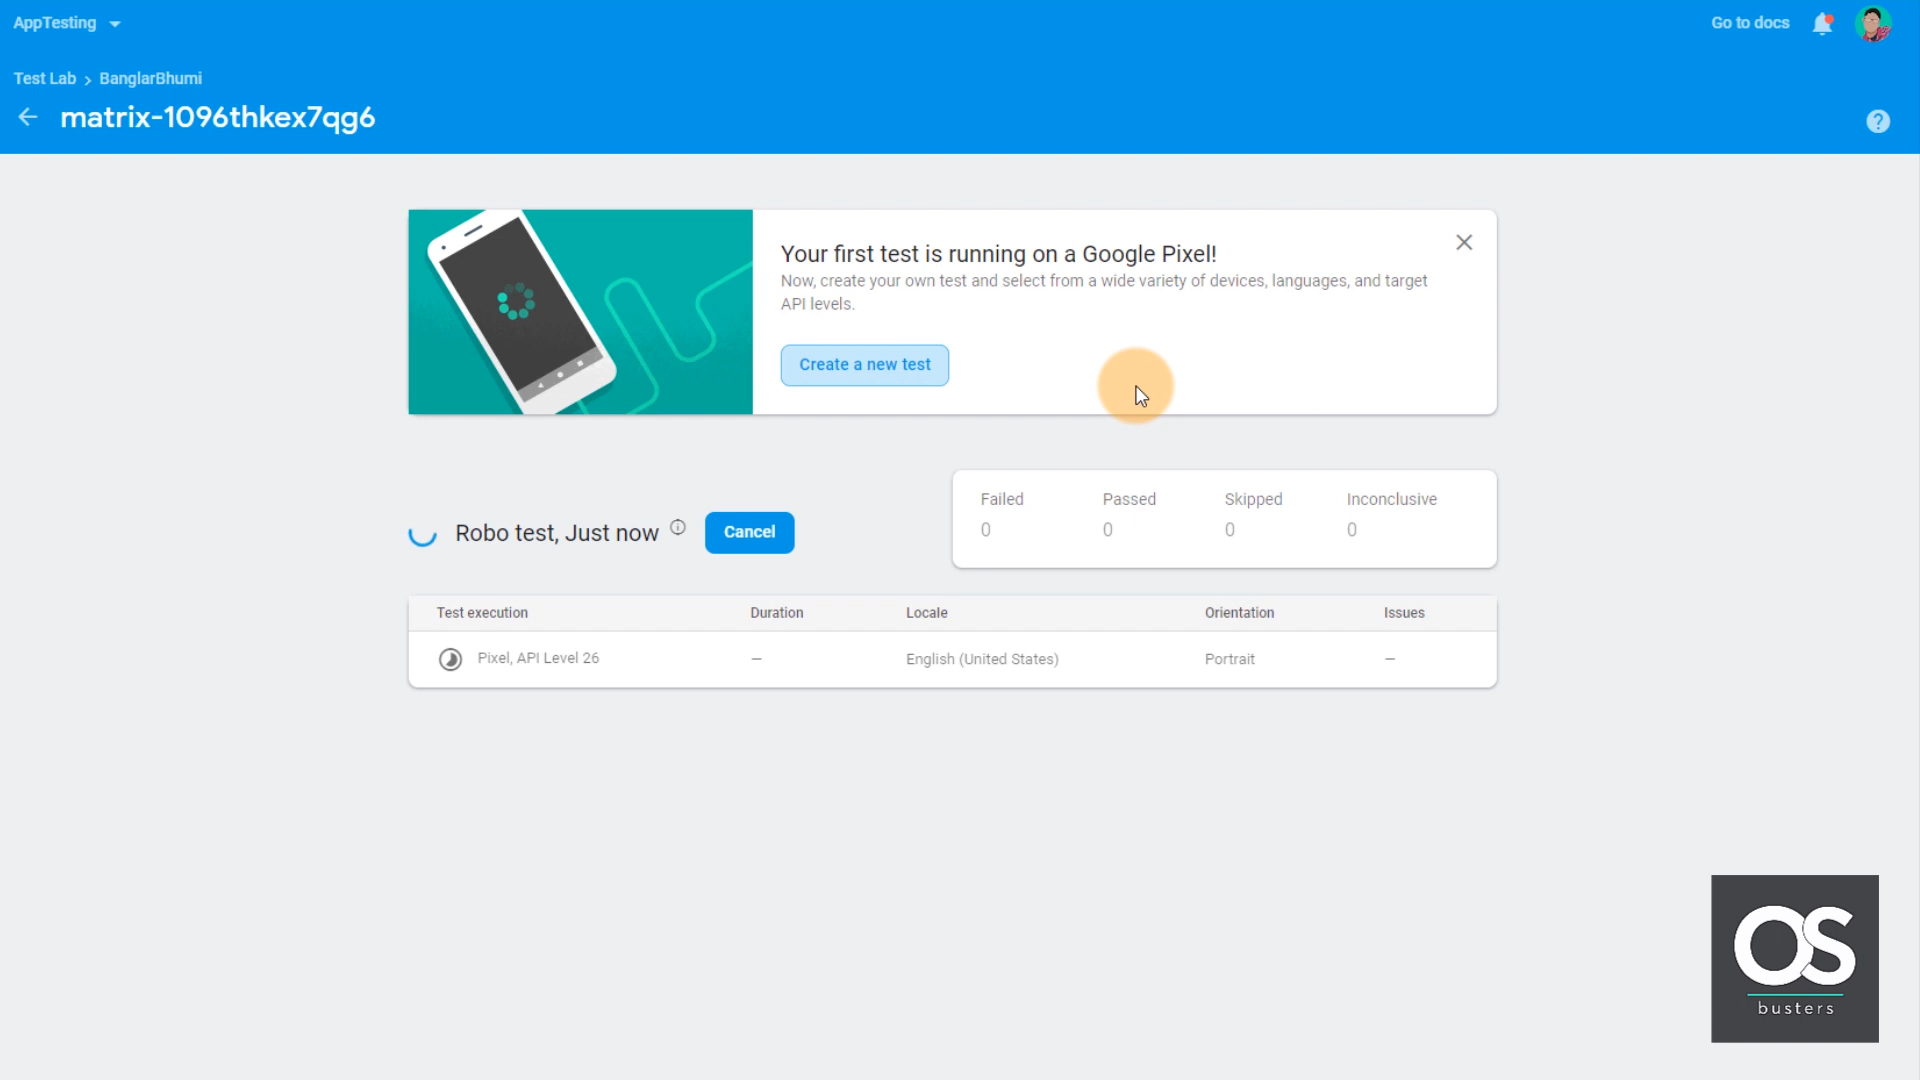 AppTesting
Go to docs
Test Lab > BanglarBhumi
matrix-1096thkex7qg6
Your first test is running on a Google Pixel!
Now, create your own test and select from a wide variety of devices, languages, and target
API levels.
Create a new test
Failed Passed Skipped Inconclusive
0 0 0 0
Robo test, Just now
Cancel
Test execution Duration Locale Orientation Issues
Pixel, API Level 26 – English (United States) Portrait –
OS
busters